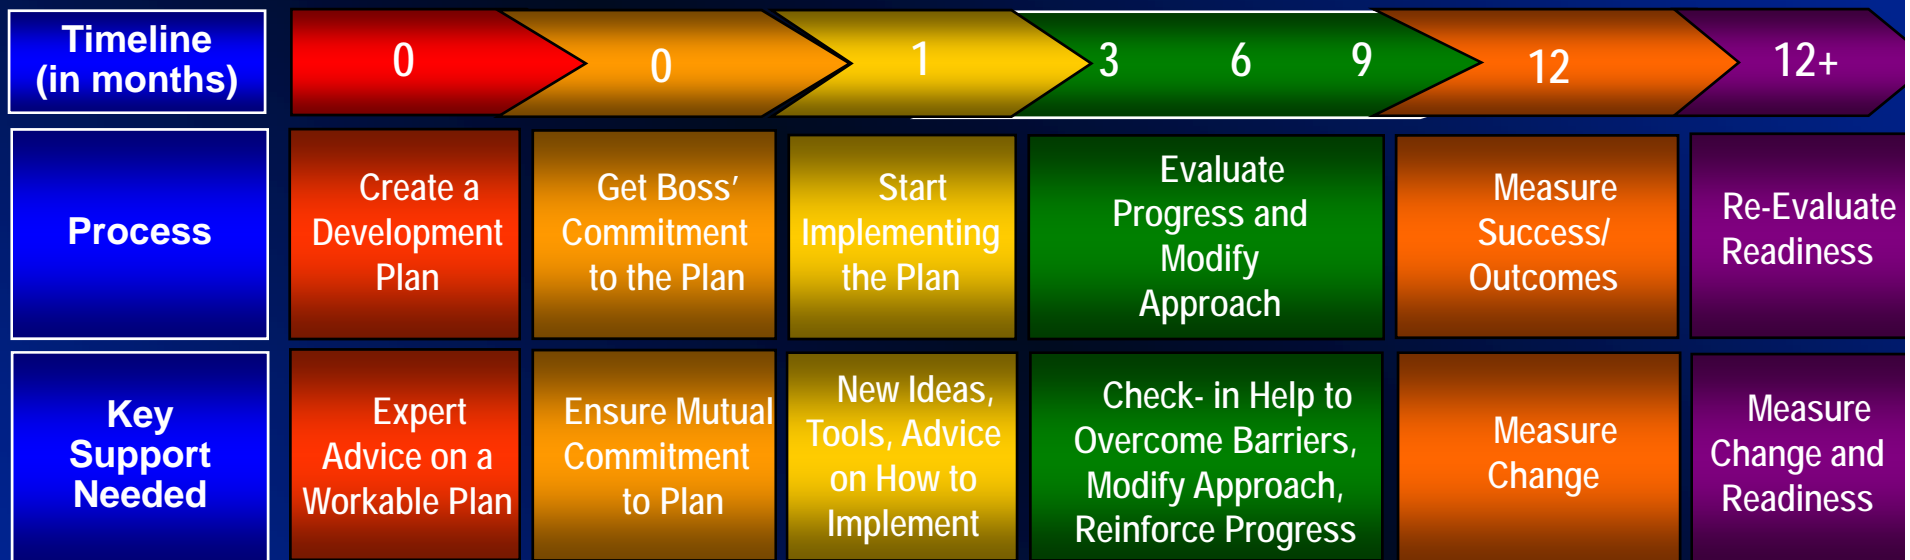 Timeline
(in months)
0
0
1
3 6 9
12
12+
Process
Create a
Development
Plan
Get Boss’
Commitment
to the Plan
Start
Implementing
the Plan
Evaluate
Progress and
Modify
Approach
Measure
Success/
Outcomes
Re-Evaluate
Readiness
Key
Support
Needed
Expert
Advice on a
Workable Plan
Ensure Mutual
Commitment
to Plan
New Ideas,
Tools, Advice
on How to
Implement
Check- in Help to
Overcome Barriers,
Modify Approach,
Reinforce Progress
Measure
Change
Measure
Change and
Readiness